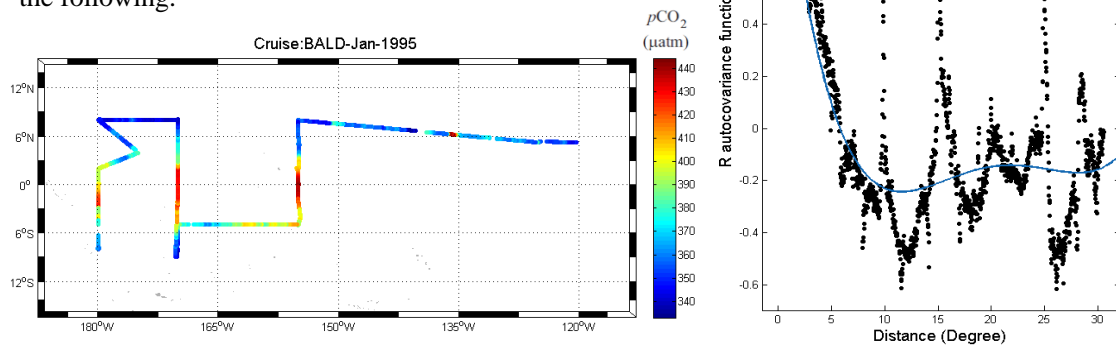 the following:
pCO2
(µatm)
Cruise:BALD-Jan-1995
12°N
6°N
0°
6°S
12°S
180°W
165°W
150°W
135°W
120°W
440
430
420
410
400
390
380
370
360
350
340
R autocovariance function
0.4
0.2
0
-0.2
-0.4
-0.6
0
5
10
15
20
25
30
Distance (Degree)